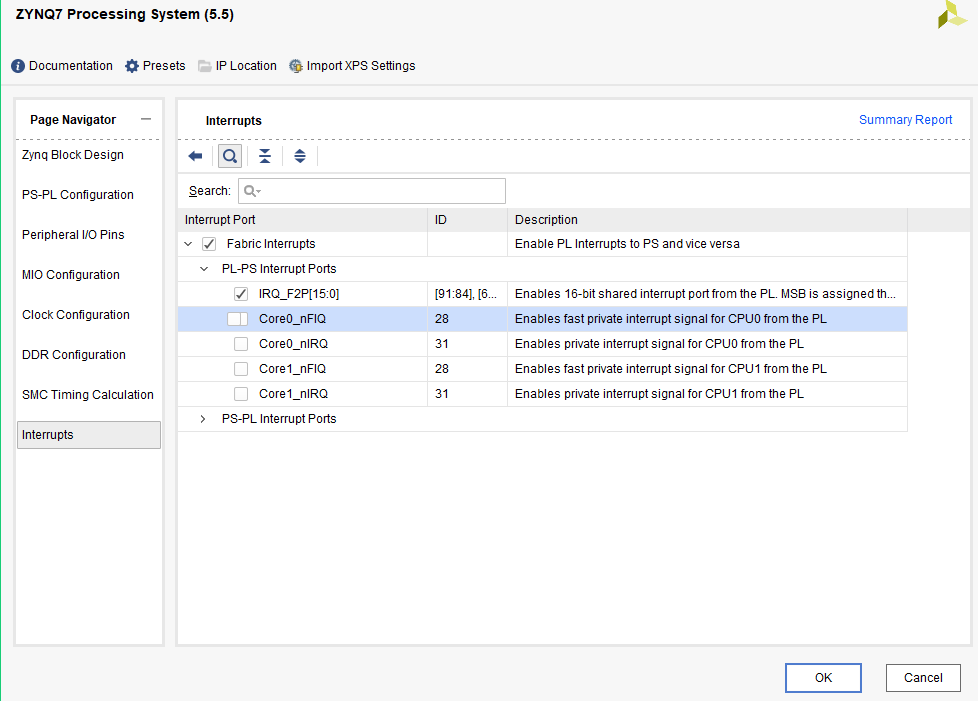 ZYNQ7 Processing System (5.5)
Documentation Presets IP Location Import XPS Settings
Page Navigator
Zynq Block Design
PS-PL Configuration
Peripheral I/O Pins
MIO Configuration
Clock Configuration
DDR Configuration
SMC Timing Calculation
Interrupts
Interrupts Summary Report
Search:
Interrupt Port ID Description
Fabric Interrupts Enable PL Interrupts to PS and vice versa
PL-PS Interrupt Ports
IRQ_F2P[15:0] [91:84], [6... Enables 16-bit shared interrupt port from the PL. MSB is assigned th...
Core0_nFIQ 28 Enables fast private interrupt signal for CPU0 from the PL
Core0_nIRQ 31 Enables private interrupt signal for CPU0 from the PL
Core1_nFIQ 28 Enables fast private interrupt signal for CPU1 from the PL
Core1_nIRQ 31 Enables private interrupt signal for CPU1 from the PL
PS-PL Interrupt Ports
OK Cancel